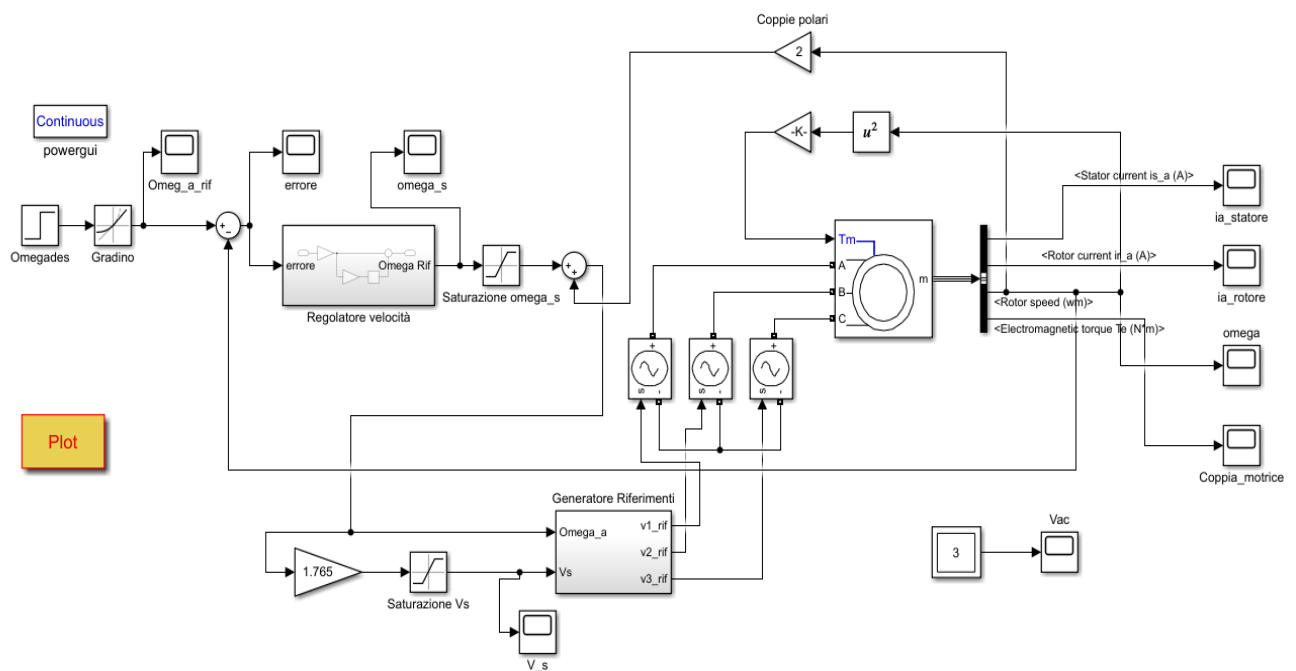 Coppie polari
2
Continuous
powergui
Omeg_a_rif
errore
omega_s
-K-
u²
<Stator current is_a (A)>
ia_statore
Omegades
Gradino
+
-
errore
Omega Rif
Regolatore velocità
Saturazione omega_s
+
+
Tm
A
B
C
m
<Rotor current ir_a (A)>
ia_rotore
<Rotor speed (wm)>
<Electromagnetic torque Te (N*m)>
omega
+
s
-
+
s
-
+
s
-
Plot
Coppia_motrice
Generatore Riferimenti
Omega_a
Vs
v1_rif
v2_rif
v3_rif
1.765
Saturazione Vs
V_s
3
Vac